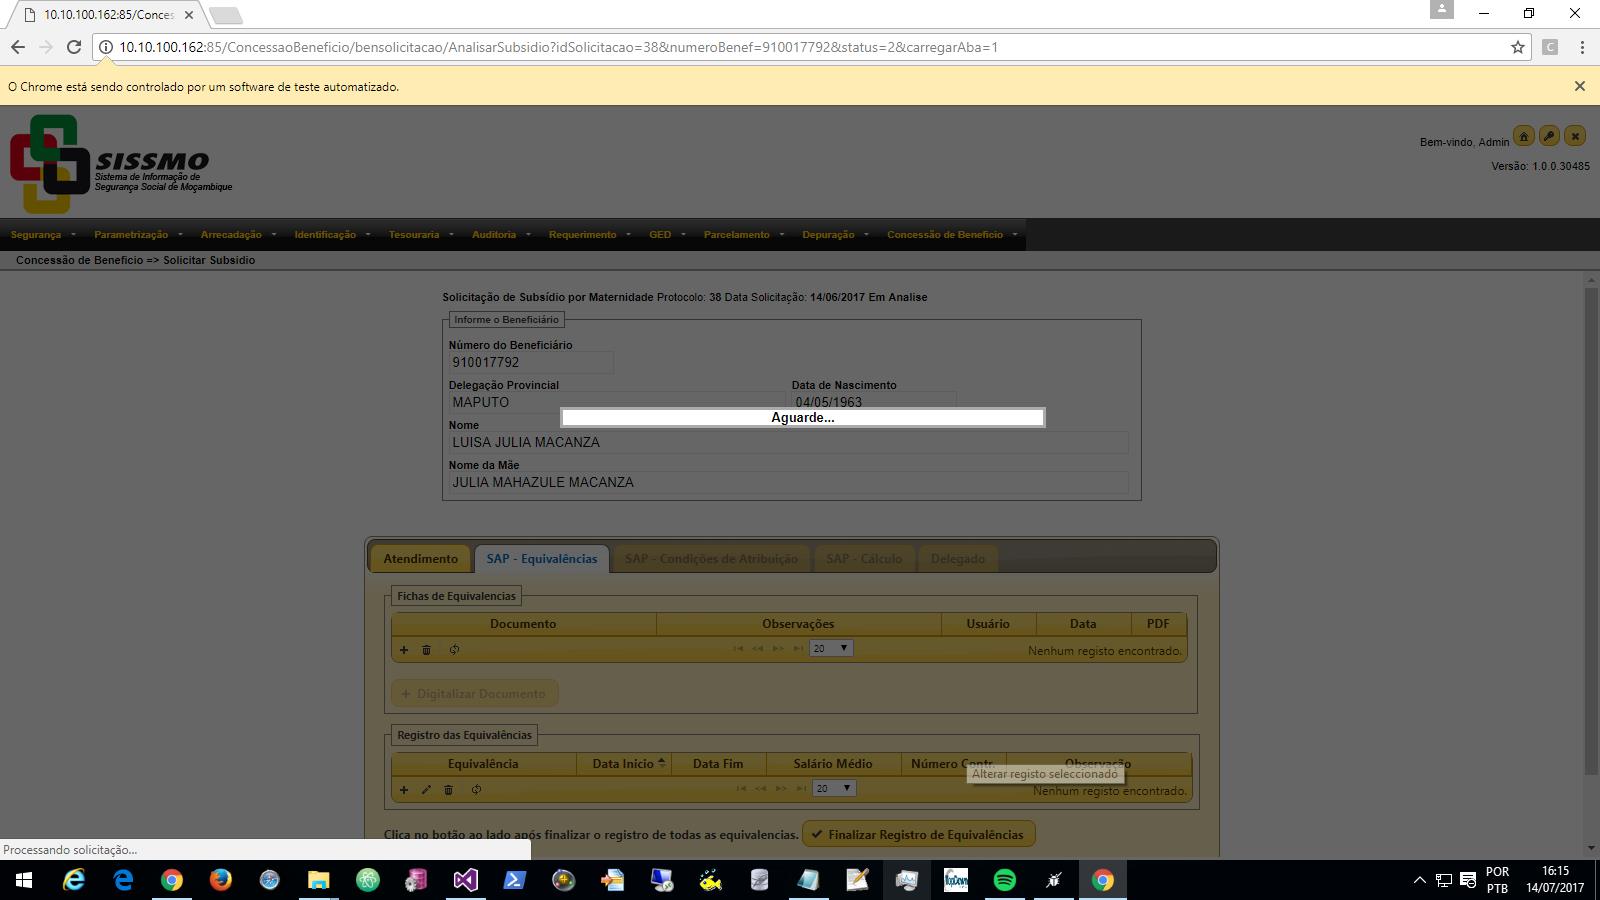 10.10.100.162:85/Conces
10.10.100.162:85/ConcessaoBeneficio/bensolicitacao/AnalisarSubsidio?idSolicitacao=38&numeroBenef=910017792&status=2&carregarAba=1
C
O Chrome está sendo controlado por um software de teste automatizado.
SISSMO
Sistema de Informação de
Segurança Social de Moçambique
Bem-vindo, Admin
Versão: 1.0.0.30485
Segurança Parametrização Arrecadação Identificação Tesouraria Auditoria Requerimento GED Parcelamento Depuração Concessão de Beneficio
Concessão de Beneficio => Solicitar Subsidio
Solicitação de Subsídio por Maternidade Protocolo: 38 Data Solicitação: 14/06/2017 Em Analise
Informe o Beneficiário
Número do Beneficiário
910017792
Delegação Provincial Data de Nascimento
MAPUTO 04/05/1963
Aguarde...
Nome
LUISA JULIA MACANZA
Nome da Mãe
JULIA MAHAZULE MACANZA
Atendimento SAP - Equivalências SAP - Condições de Atribuição SAP - Cálculo Delegado
Fichas de Equivalencias
Documento Observações Usuário Data PDF
20 Nenhum registo encontrado.
+ Digitalizar Documento
Registro das Equivalências
Equivalência Data Inicio Data Fim Salário Médio Número Contr. Observação
Alterar registo seleccionado
20 Nenhum registo encontrado.
Clica no botão ao lado após finalizar o registro de todas as equivalencias. Finalizar Registro de Equivalências
Processando solicitação...
POR
PTB
16:15
14/07/2017